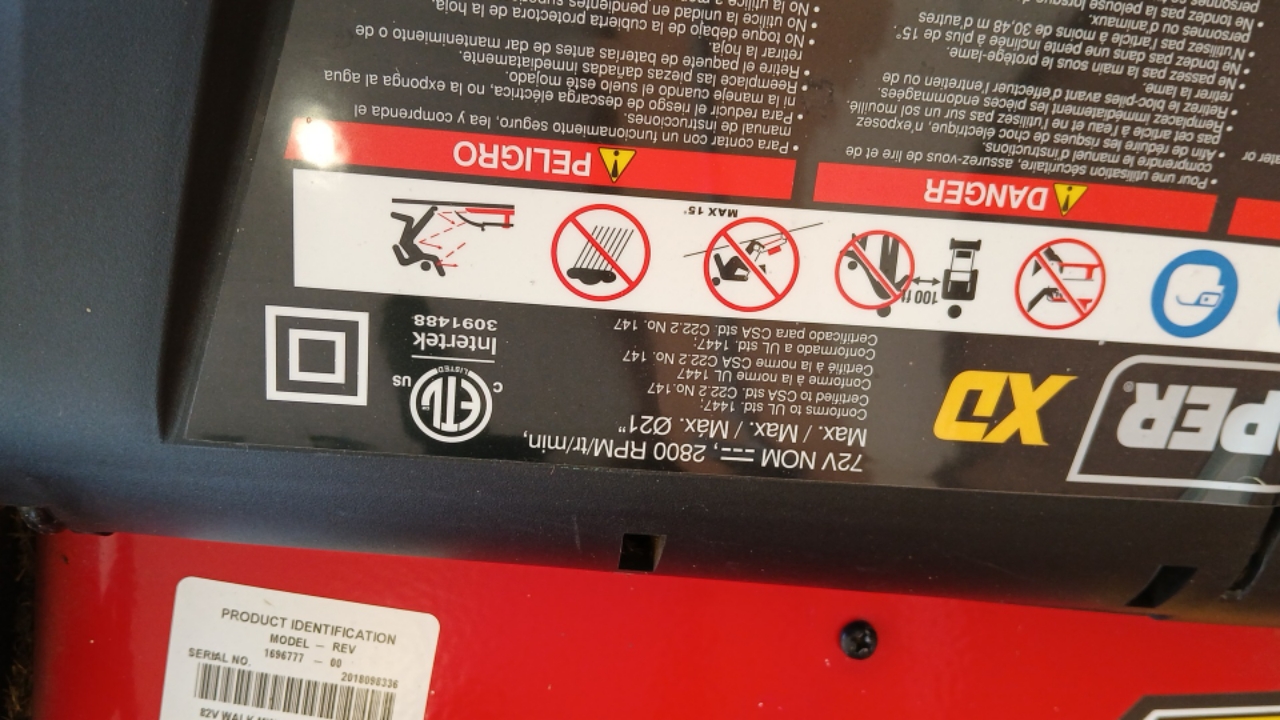 PER®
XD
72V NOM ⎓, 2800 RPM/tr/min,
Max. / Max. / Máx. Ø21"
Conforms to UL std. 1447;
Certified to CSA C22.2 No.147
Conforme à la norme UL 1447
Certifié à la norme CSA C22.2 No. 147
Conformado a UL std. 1447;
Certificado para CSA C22.2 std. No. 147
ETL
LISTED
C US
Intertek
3091488
100 ft
MAX 15°
DANGER
• Pour une utilisation sécuritaire, assurez-vous de lire et de
comprendre le manuel d'instructions.
• Afin de réduire les risques de choc électrique, n'exposez
pas cet article à l'eau et ne l'utilisez pas sur un sol mouillé.
• Remplacez immédiatement les pièces endommagées.
• Retirez le bloc-piles avant d'effectuer l'entretien ou de
retirer la lame.
• Ne passez pas la main sous le protège-lame.
• Ne tondez pas dans une pente inclinée à plus de 15°
• N'utilisez pas l'article à moins de 30,48 m d'autres
personnes ou d'animaux.
• Ne tondez pas la pelouse lorsque
PELIGRO
• Para contar con un funcionamiento seguro, lea y comprenda el
manual de instrucciones.
• Para reducir el riesgo de descarga eléctrica, no la exponga al agua
ni la maneje cuando el suelo esté mojado.
• Reemplace las piezas dañadas inmediatamente.
• Retire el paquete de baterías antes de dar mantenimiento o de
retirar la hoja.
• No toque debajo de la cubierta protectora de la hoja.
• No utilice la unidad en pendientes
• No la utilice a
PRODUCT IDENTIFICATION
MODEL — REV
1696777 — 00
SERIAL NO. 2018098336
82V WALK